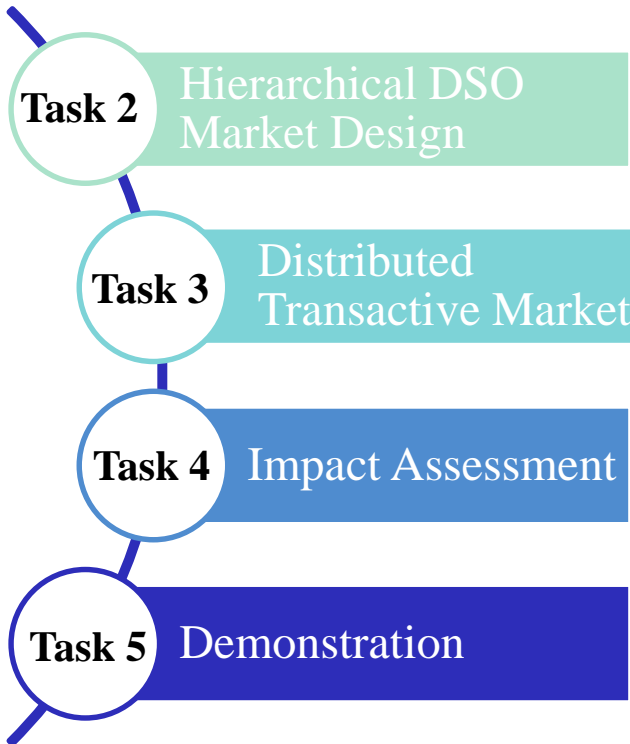 Task 2
Hierarchical DSO
Market Design
Task 3
Distributed
Transactive Market
Task 4
Impact Assessment
Task 5
Demonstration